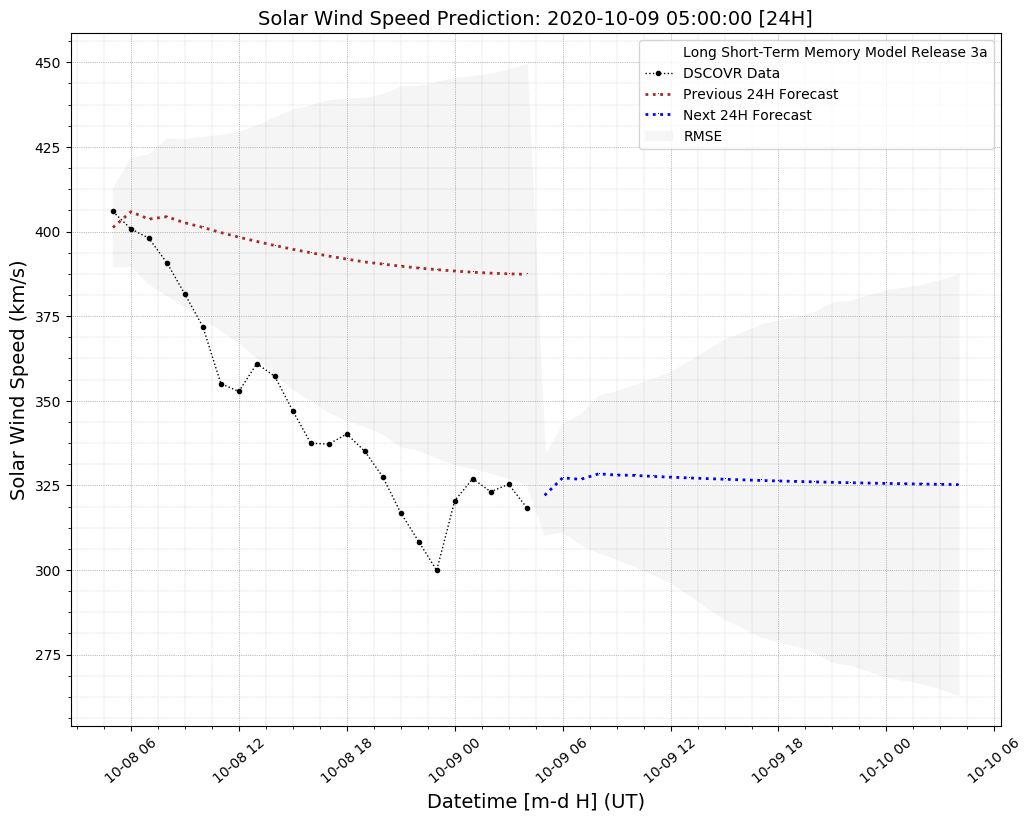 Solar Wind Speed Prediction: 2020-10-09 05:00:00 [24H]
Long Short-Term Memory Model Release 3a
DSCOVR Data
Previous 24H Forecast
Next 24H Forecast
RMSE
Solar Wind Speed (km/s)
450
425
400
375
350
325
300
275
10-08 06
10-08 12
10-08 18
10-09 00
10-09 06
10-09 12
10-09 18
10-10 00
10-10 06
Datetime [m-d H] (UT)